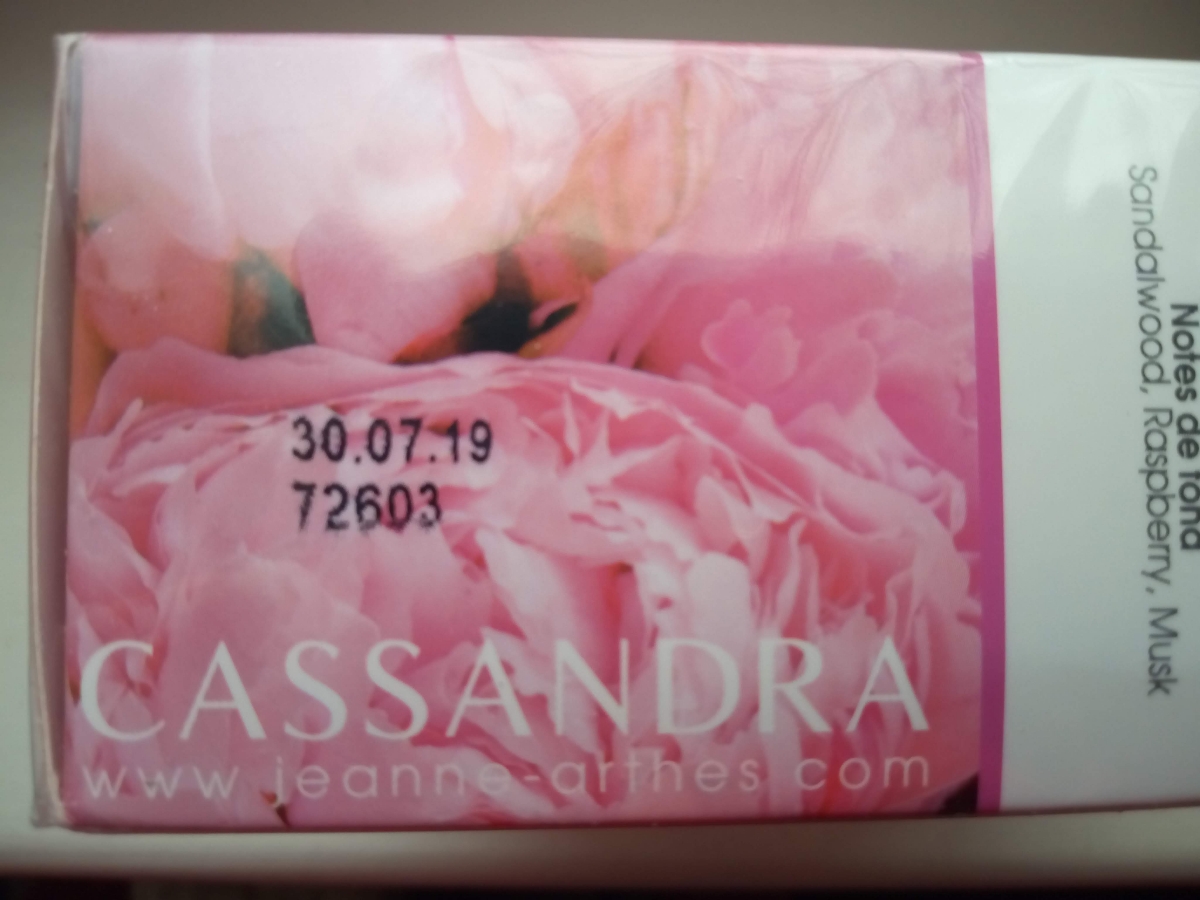 30.07.19
72603
CASSANDRA
www.jeanne-arthes.com
Notes de fond
Sandalwood, Raspberry, Musk